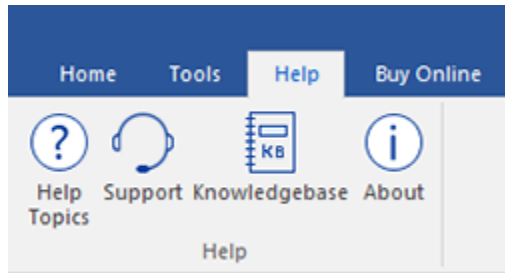 Home Tools Help Buy Online
? KB i
Help Support Knowledgebase About
Topics
Help